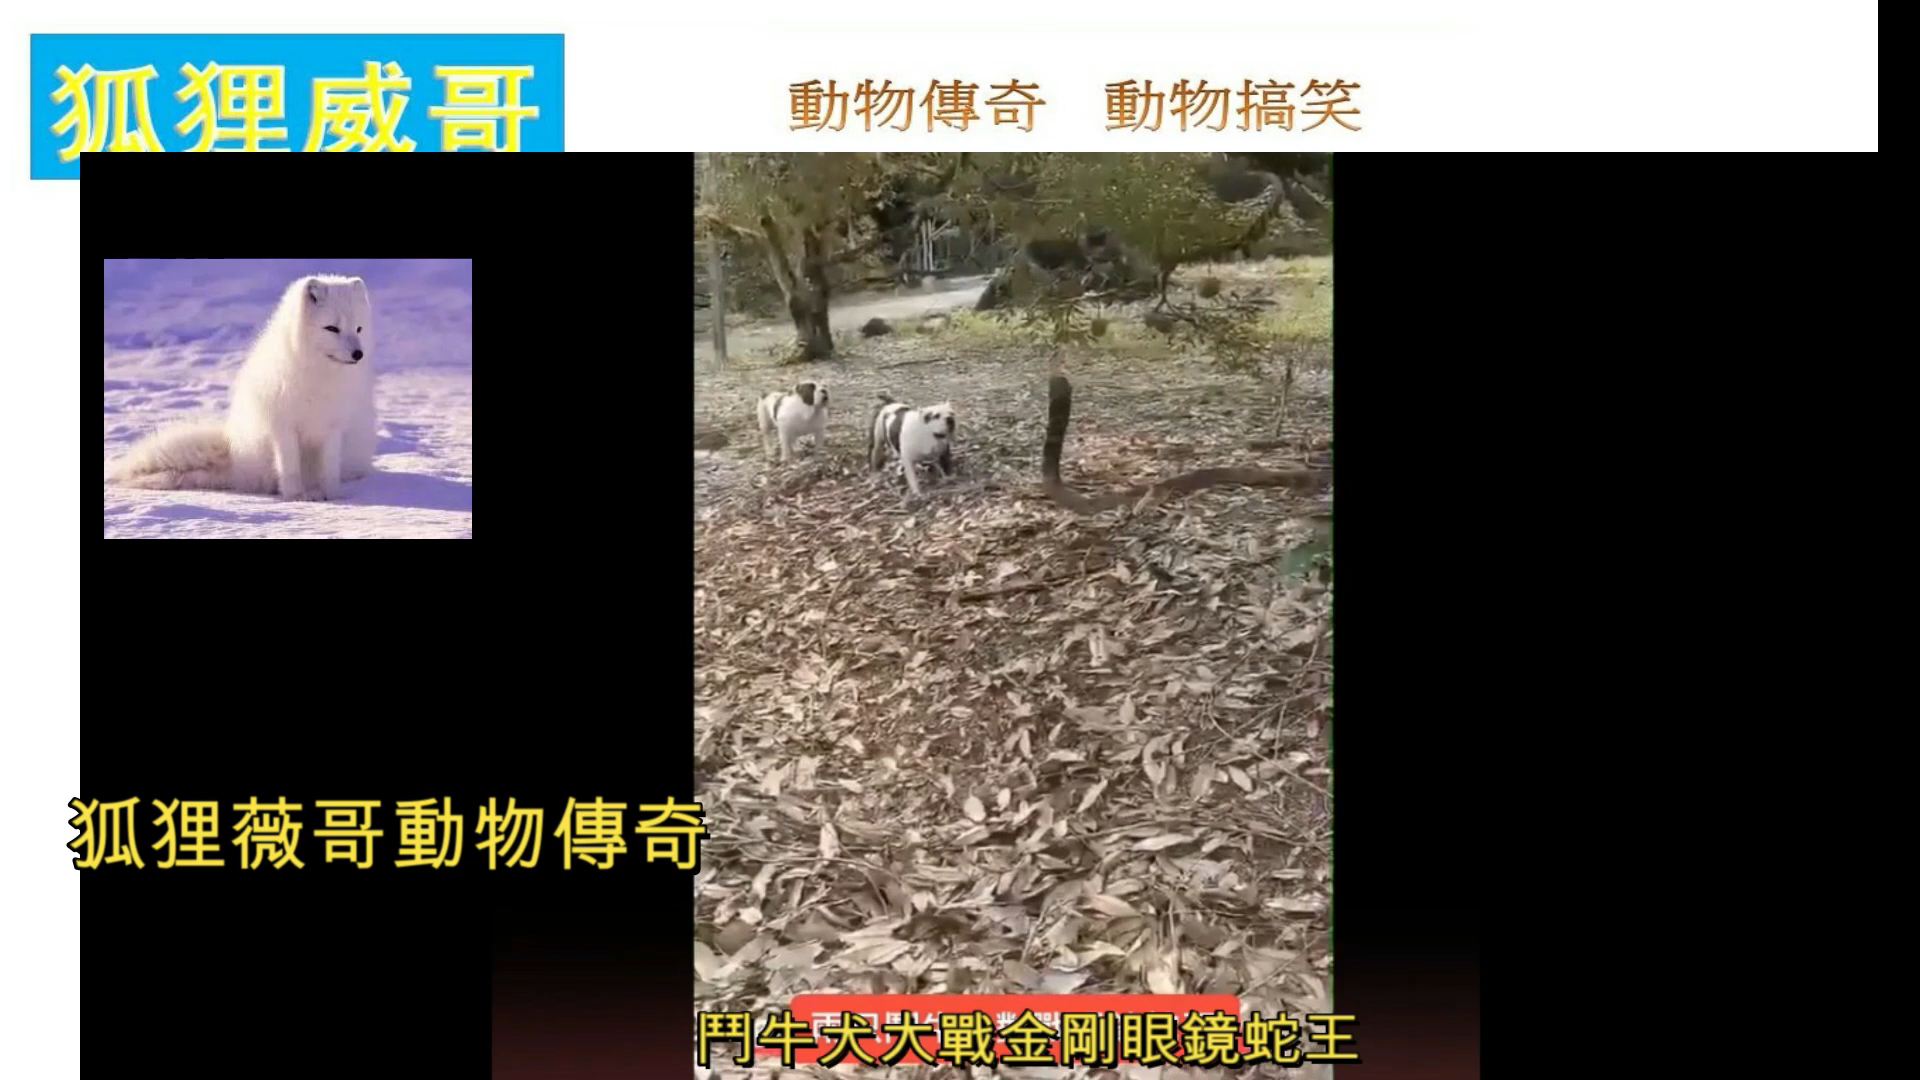 狐狸威哥
動物傳奇 動物搞笑
狐狸薇哥動物傳奇
鬥牛犬大戰金剛眼鏡蛇王